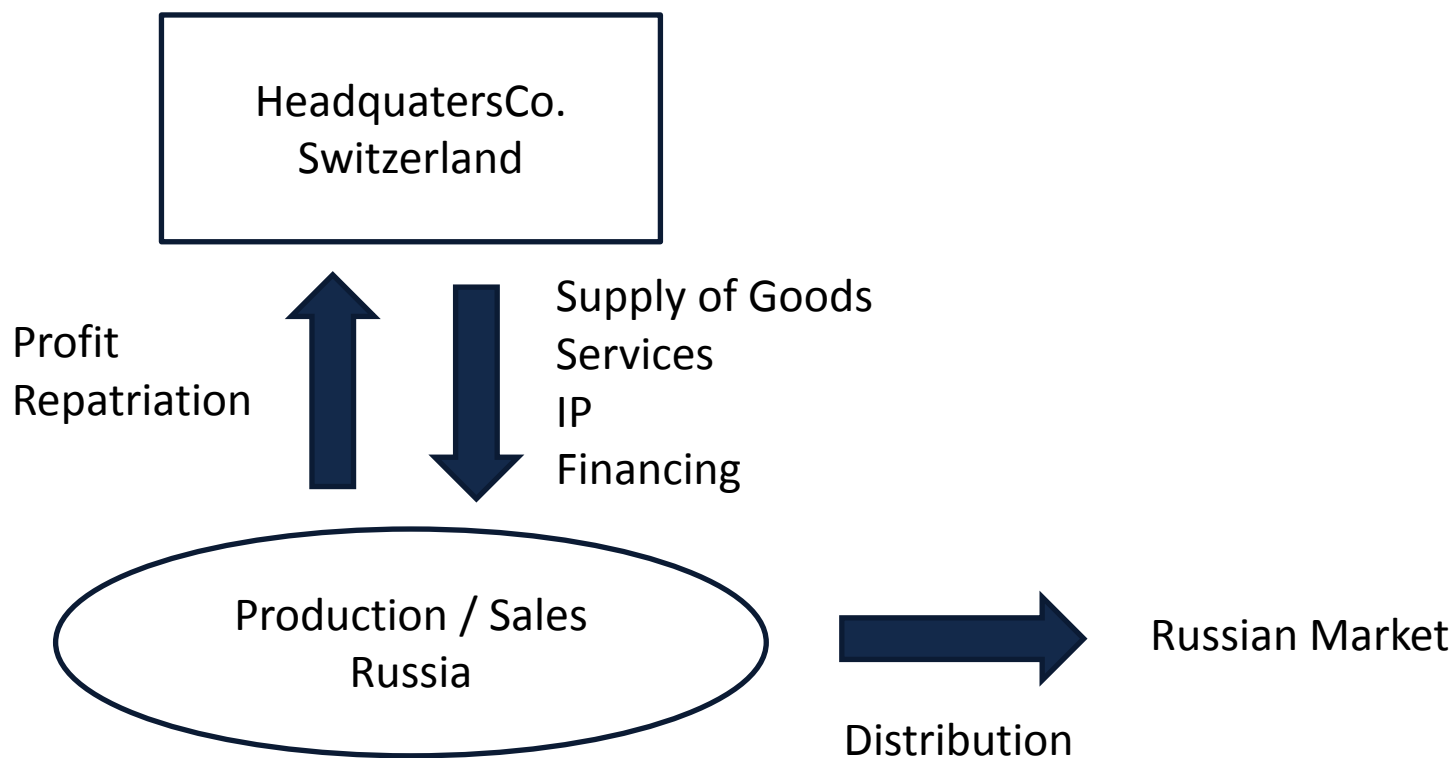 HeadquatersCo.
Switzerland
Profit
Repatriation
Supply of Goods
Services
IP
Financing
Production / Sales
Russia
Russian Market
Distribution